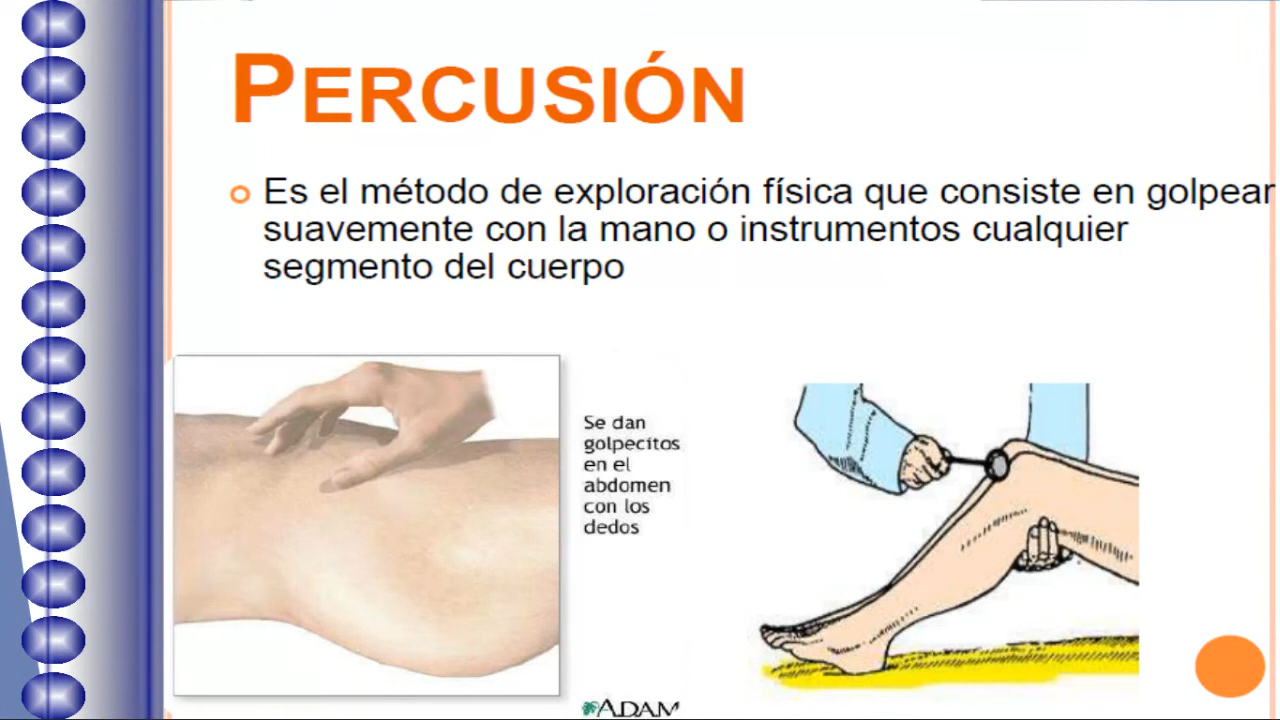 PERCUSIÓN
Es el método de exploración física que consiste en golpear
suavemente con la mano o instrumentos cualquier
segmento del cuerpo
Se dan
golpecitos
en el
abdomen
con los
dedos
ADAM